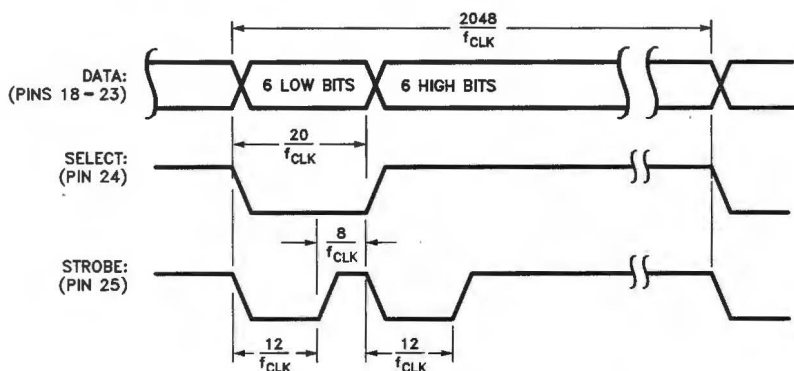 2048
fCLK
DATA:
(PINS 18-23)
6 LOW BITS
6 HIGH BITS
20
fCLK
SELECT:
(PIN 24)
8
fCLK
STROBE:
(PIN 25)
12
fCLK
12
fCLK